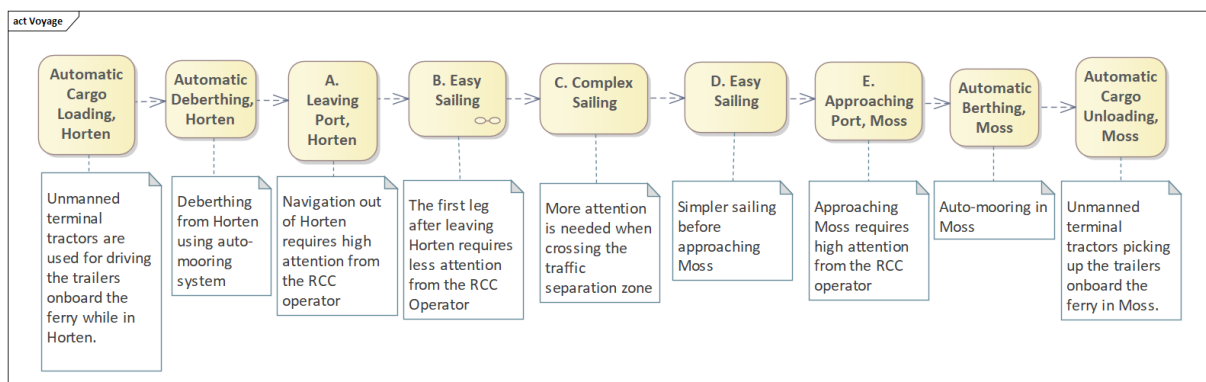 act Voyage
Automatic
Cargo
Loading,
Horten
Automatic
Deberthing,
Horten
A.
Leaving
Port,
Horten
B. Easy
Sailing
C. Complex
Sailing
D. Easy
Sailing
E.
Approaching
Port, Moss
Automatic
Berthing,
Moss
Automatic
Cargo
Unloading,
Moss
Unmanned
terminal
tractors are
used for driving
the trailers
onboard the
ferry while in
Horten.
Deberthing
from Horten
using auto-
mooring
system
Navigation out
of Horten
requires high
attention from
the RCC
operator
The first leg
after leaving
Horten requires
less attention
from the RCC
Operator
More attention
is needed when
crossing the
traffic
separation zone
Simpler sailing
before
approaching
Moss
Approaching
Moss requires
high attention
from the RCC
operator
Auto-mooring in
Moss
Unmanned
terminal
tractors picking
up the trailers
onboard the
ferry in Moss.